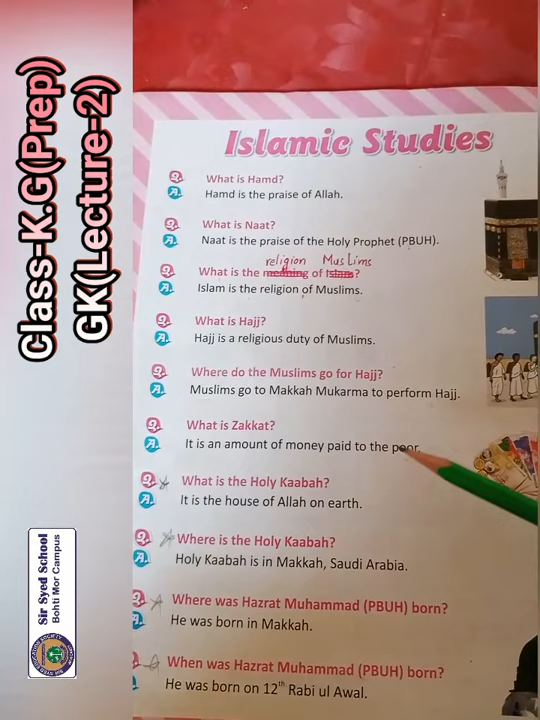 Class-K.G(Prep)
GK(Lecture-2)
Sir Syed School
Bohti Mor Campus
Islamic Studies
Q. What is Hamd?
A. Hamd is the praise of Allah.
Q. What is Naat?
A. Naat is the praise of the Holy Prophet (PBUH).
religion Muslims
Q. What is the meaning of Islam?
A. Islam is the religion of Muslims.
Q. What is Hajj?
A. Hajj is a religious duty of Muslims.
Q. Where do the Muslims go for Hajj?
A. Muslims go to Makkah Mukarma to perform Hajj.
Q. What is Zakkat?
A. It is an amount of money paid to the poor.
Q. What is the Holy Kaabah?
A. It is the house of Allah on earth.
Q. Where is the Holy Kaabah?
A. Holy Kaabah is in Makkah, Saudi Arabia.
Q. Where was Hazrat Muhammad (PBUH) born?
A. He was born in Makkah.
Q. When was Hazrat Muhammad (PBUH) born?
A. He was born on 12th Rabi ul Awal.